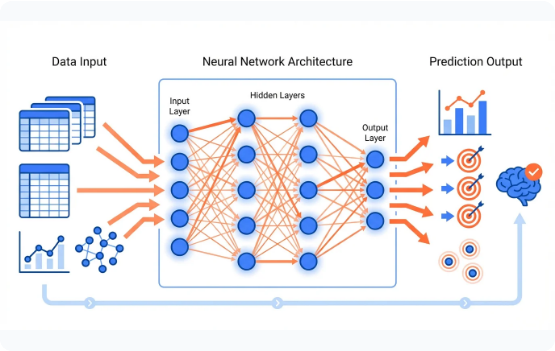 Data Input
Neural Network Architecture
Prediction Output
Input
Layer
Hidden Layers
Output
Layer